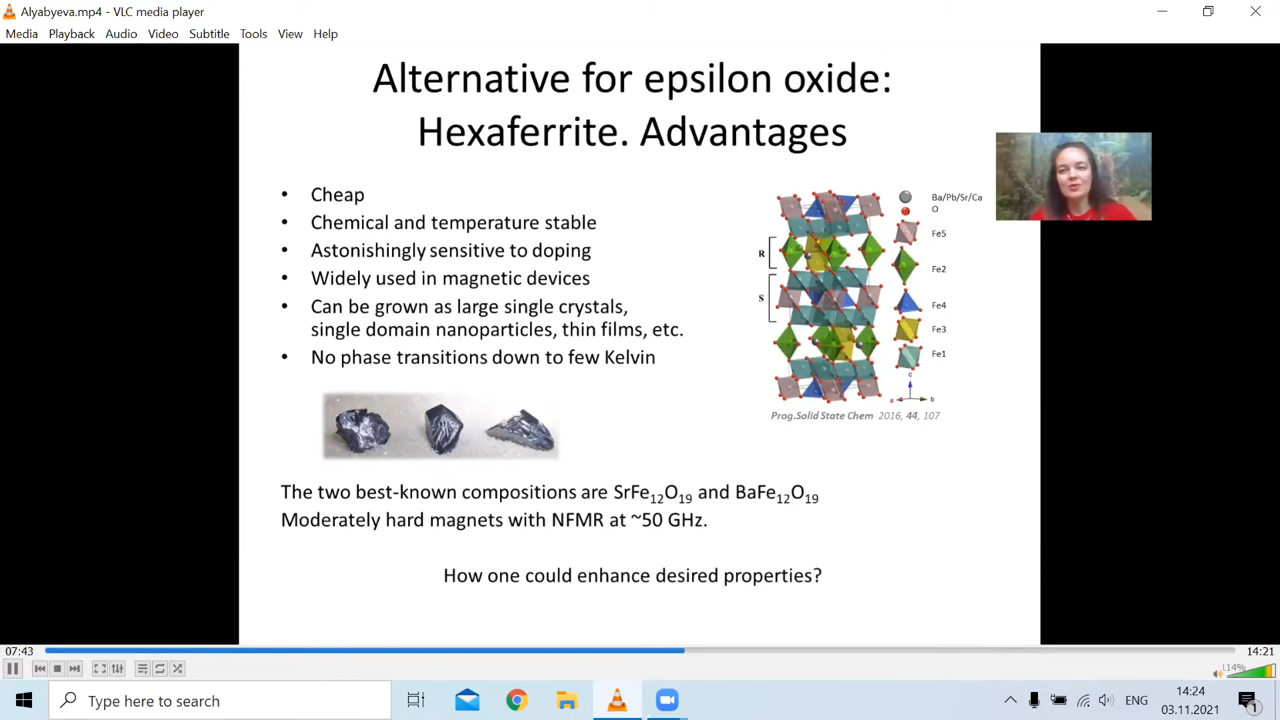 Alyabyeva.mp4 - VLC media player
Media Playback Audio Video Subtitle Tools View Help
Alternative for epsilon oxide:
Hexaferrite. Advantages
• Cheap
• Chemical and temperature stable
• Astonishingly sensitive to doping
• Widely used in magnetic devices
• Can be grown as large single crystals,
single domain nanoparticles, thin films, etc.
• No phase transitions down to few Kelvin
Ba/Pb/Sr/Ca
O
Fe5
Fe2
Fe4
Fe3
Fe1
R
S
c
a
b
Prog.Solid State Chem 2016, 44, 107
The two best-known compositions are SrFe₁₂O₁₉ and BaFe₁₂O₁₉
Moderately hard magnets with NFMR at ~50 GHz.
How one could enhance desired properties?
07:43
14:21
114%
Type here to search
ENG
14:24
03.11.2021
1